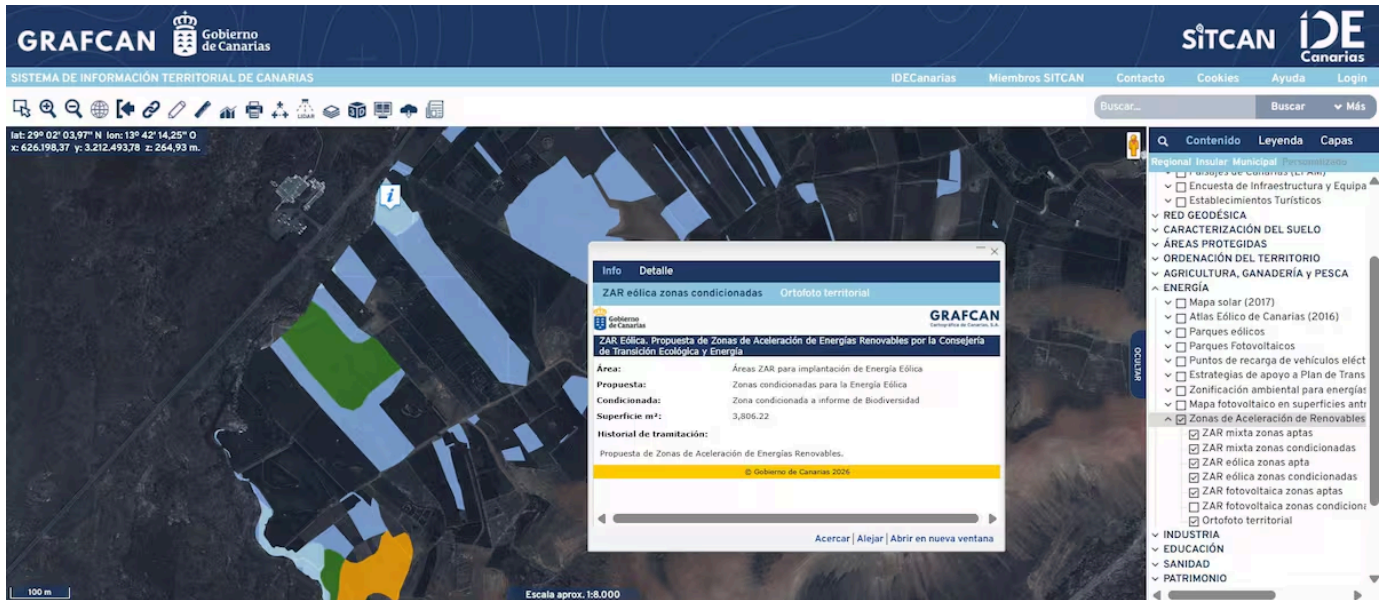 GRAFCAN
Gobierno
de Canarias
SITCAN
IDE
Canarias
SISTEMA DE INFORMACIÓN TERRITORIAL DE CANARIAS
IDECanarias Miembros SITCAN Contacto Cookies Ayuda Login
LIDAR
3D
Buscar... Buscar Más
lat: 29º 02' 03,97" N lon: 13º 42' 14,25" O
x: 626.198,37 y: 3.212.493,78 z: 264,93 m.
i
Info Detalle
ZAR eólica zonas condicionadas Ortofoto territorial
Gobierno
de Canarias
GRAFCAN
Cartográfica de Canarias, S.A.
ZAR Eólica. Propuesta de Zonas de Aceleración de Energías Renovables por la Consejería
de Transición Ecológica y Energía
Área: Áreas ZAR para implantación de Energía Eólica
Propuesta: Zonas condicionadas para la Energía Eólica
Condicionada: Zona condicionada a informe de Biodiversidad
Superficie m²: 3,806.22
Historial de tramitación:
Propuesta de Zonas de Aceleración de Energías Renovables.
© Gobierno de Canarias 2026
Acercar | Alejar | Abrir en nueva ventana
OCULTAR
Contenido Leyenda Capas
Regional Insular Municipal Personalizado
Paisajes de Canarias (EPAM)
Encuesta de Infraestructura y Equipa
Establecimientos Turísticos
RED GEODÉSICA
CARACTERIZACIÓN DEL SUELO
ÁREAS PROTEGIDAS
ORDENACIÓN DEL TERRITORIO
AGRICULTURA, GANADERÍA y PESCA
ENERGÍA
Mapa solar (2017)
Atlas Eólico de Canarias (2016)
Parques eólicos
Parques Fotovoltaicos
Puntos de recarga de vehículos eléct
Estrategias de apoyo a Plan de Trans
Zonificación ambiental para energías
Mapa fotovoltaico en superficies antr
Zonas de Aceleración de Renovables
ZAR mixta zonas aptas
ZAR mixta zonas condicionadas
ZAR eólica zonas apta
ZAR eólica zonas condicionadas
ZAR fotovoltaica zonas aptas
ZAR fotovoltaica zonas condiciona
Ortofoto territorial
INDUSTRIA
EDUCACIÓN
SANIDAD
PATRIMONIO
100 m
Escala aprox. 1:8.000